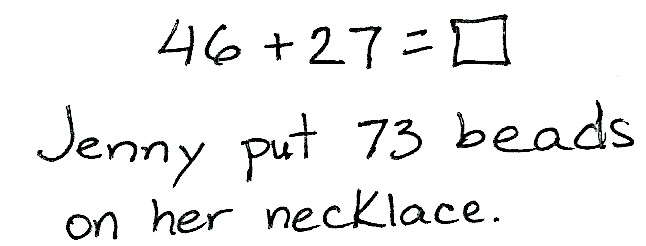 46 + 27 = □
Jenny put 73 beads
on her necklace.